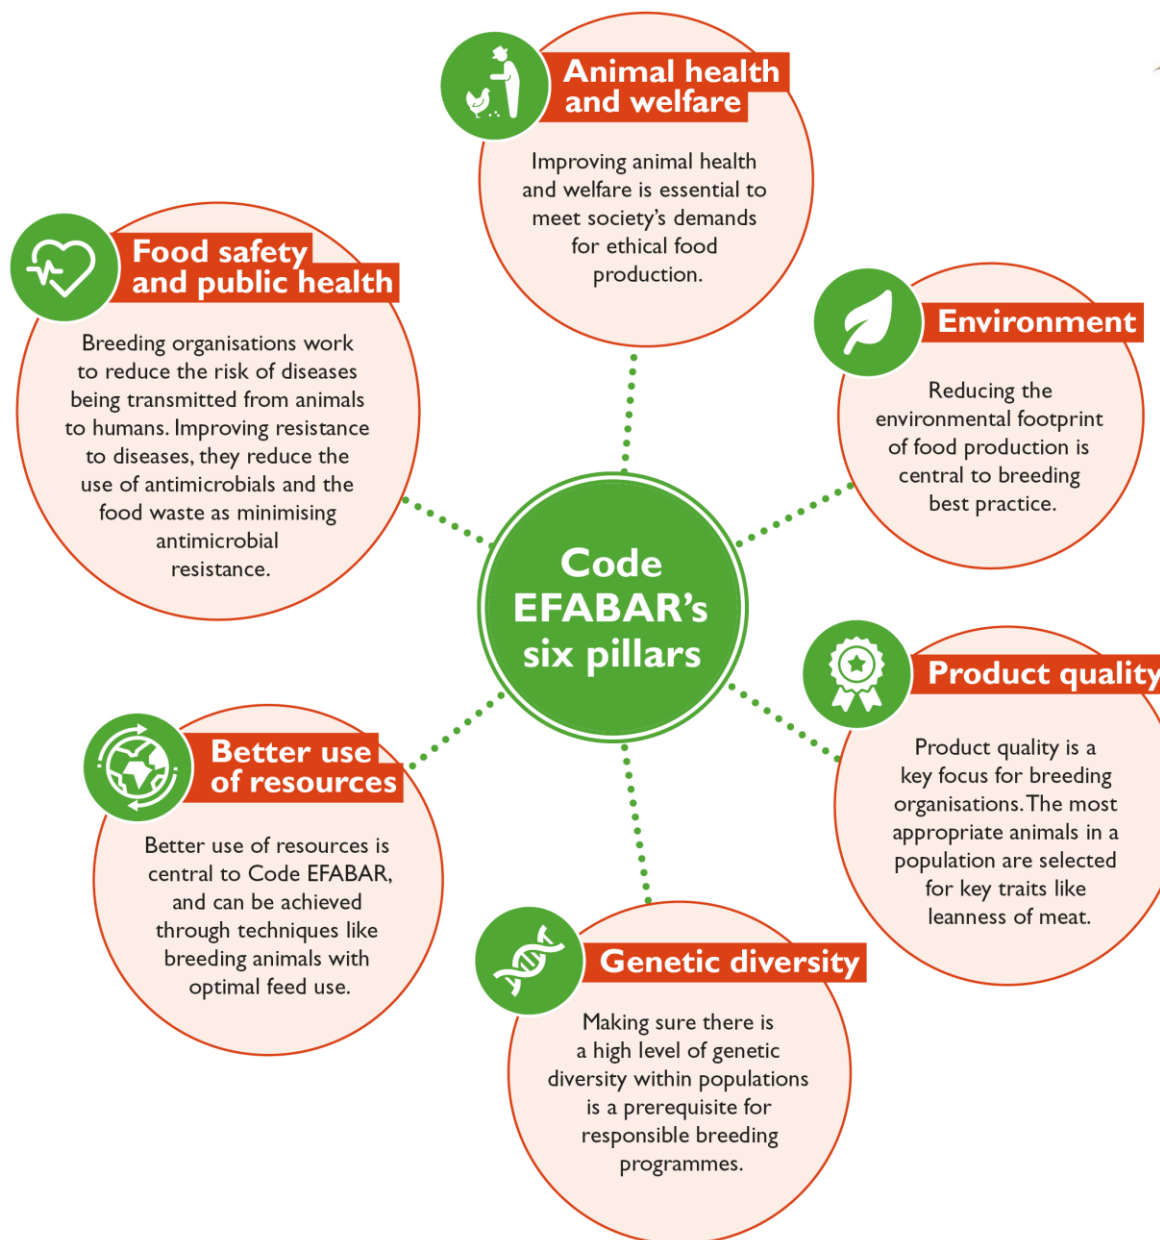 Animal health
and welfare
Improving animal health
and welfare is essential to
meet society's demands
for ethical food
production.
Food safety
and public health
Breeding organisations work
to reduce the risk of diseases
being transmitted from animals
to humans. Improving resistance
to diseases, they reduce the
use of antimicrobials and the
food waste as minimising
antimicrobial
resistance.
Environment
Reducing the
environmental footprint
of food production is
central to breeding
best practice.
Code
EFABAR's
six pillars
Product quality
Product quality is a
key focus for breeding
organisations. The most
appropriate animals in a
population are selected
for key traits like
leanness of meat.
Better use
of resources
Better use of resources is
central to Code EFABAR,
and can be achieved
through techniques like
breeding animals with
optimal feed use.
Genetic diversity
Making sure there is
a high level of genetic
diversity within populations
is a prerequisite for
responsible breeding
programmes.